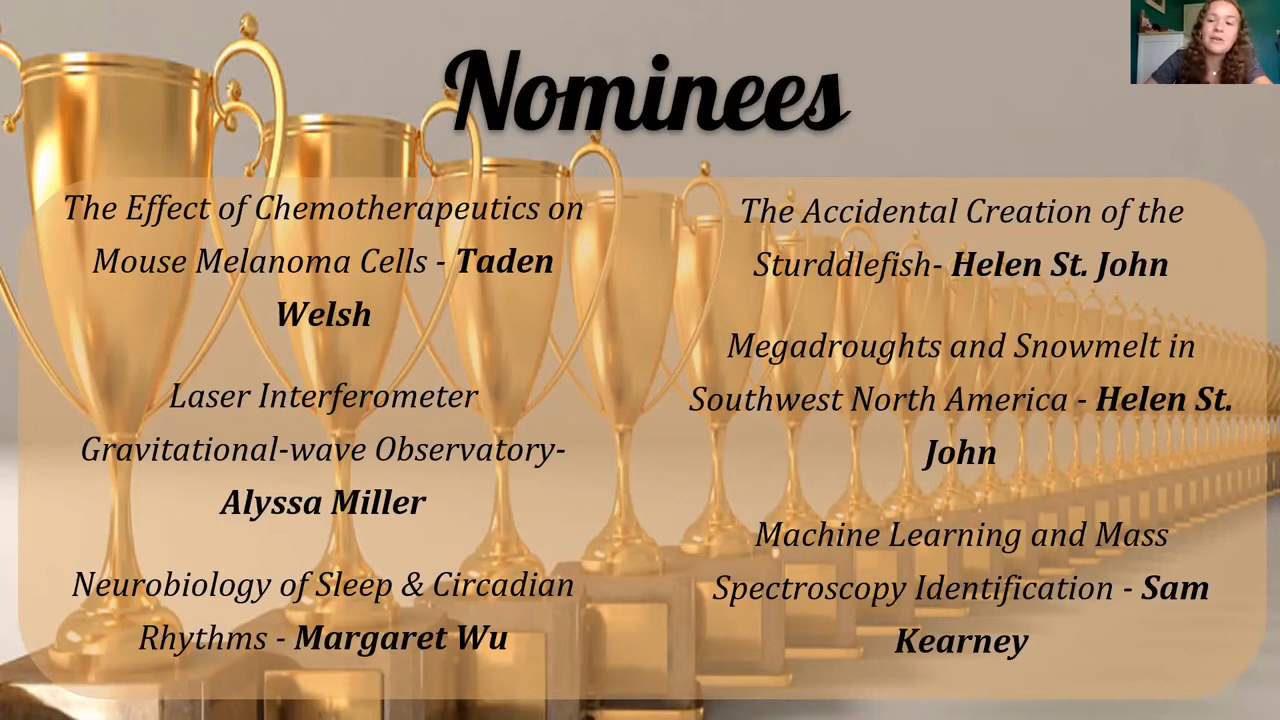 Nominees
The Effect of Chemotherapeutics on
Mouse Melanoma Cells - Taden
Welsh
Laser Interferometer
Gravitational-wave Observatory-
Alyssa Miller
Neurobiology of Sleep & Circadian
Rhythms - Margaret Wu
The Accidental Creation of the
Sturddlefish- Helen St. John
Megadroughts and Snowmelt in
Southwest North America - Helen St.
John
Machine Learning and Mass
Spectroscopy Identification - Sam
Kearney